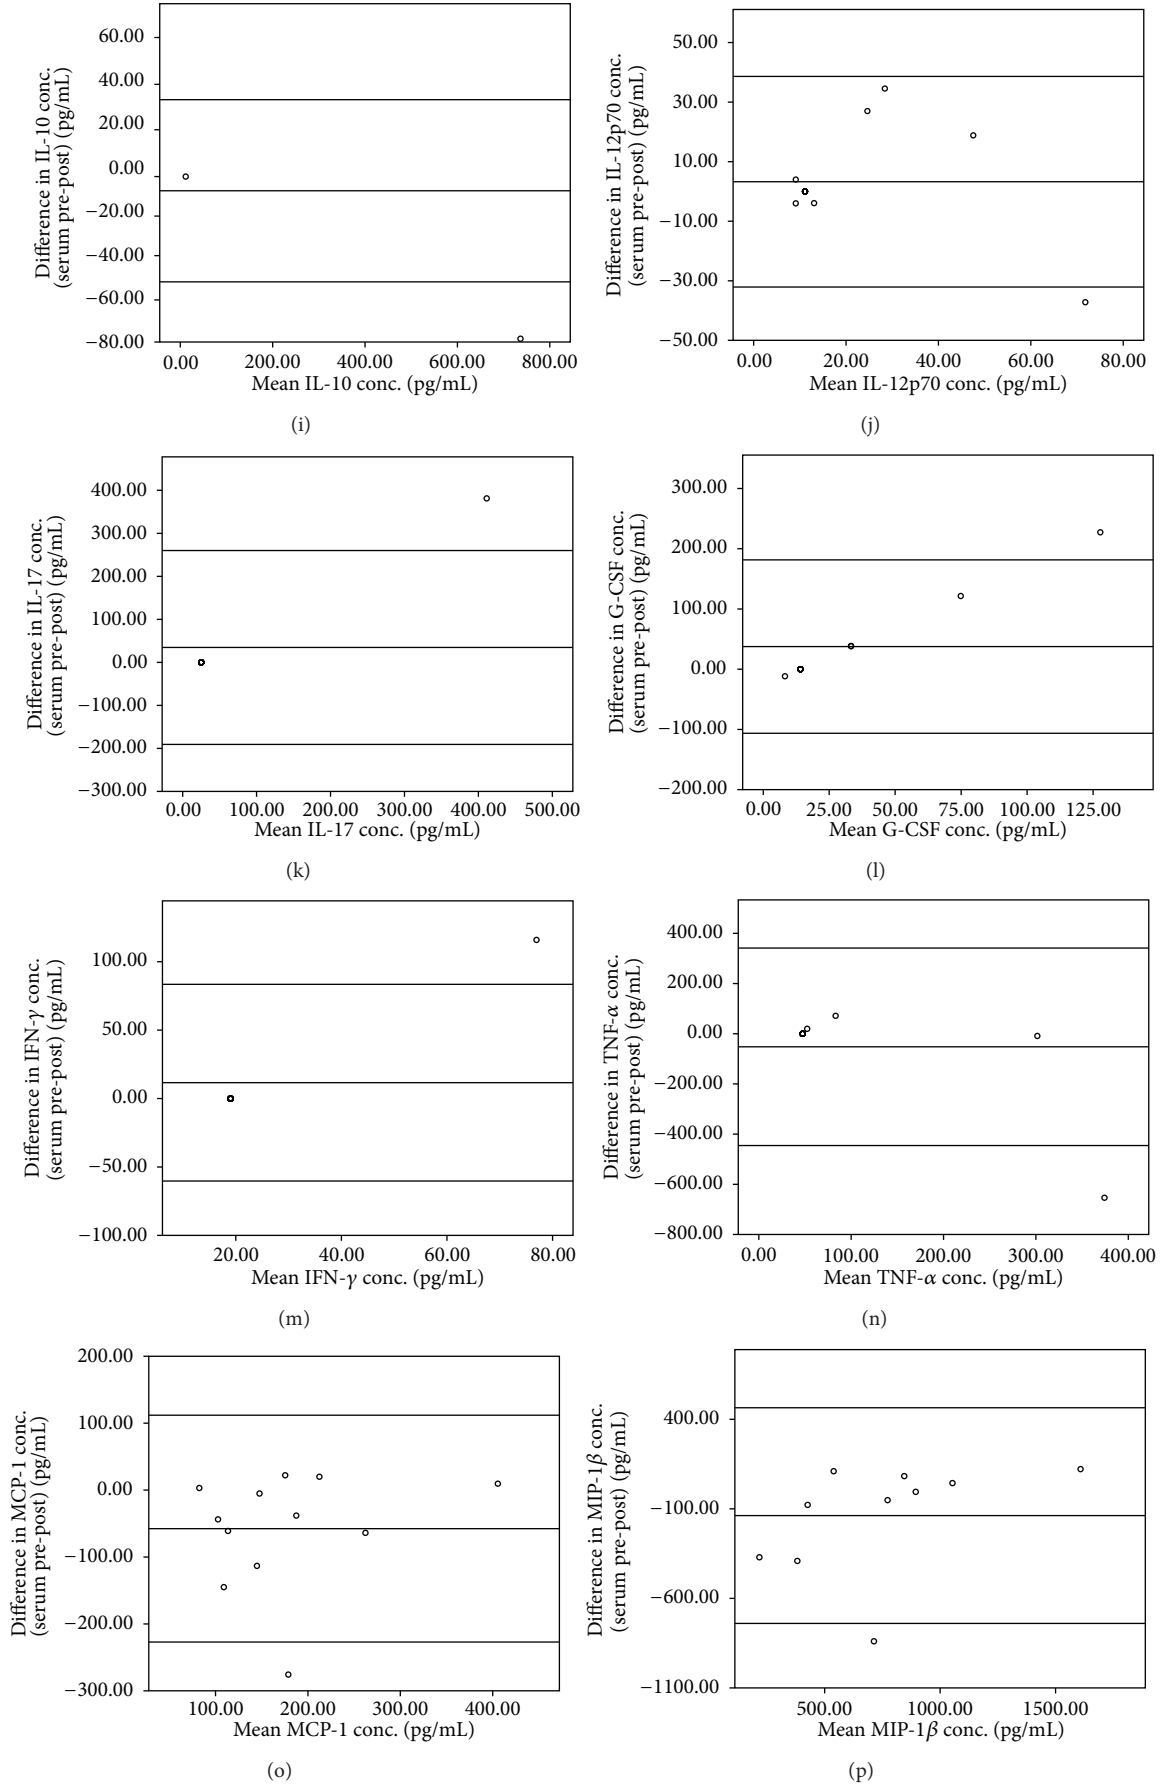 60.00
40.00
20.00
0.00
−20.00
−40.00
−60.00
−80.00
Difference in IL-10 conc.
(serum pre-post) (pg/mL)
0.00 200.00 400.00 600.00 800.00
Mean IL-10 conc. (pg/mL)
(i)
50.00
30.00
10.00
−10.00
−30.00
−50.00
Difference in IL-12p70 conc.
(serum pre-post) (pg/mL)
0.00 20.00 40.00 60.00 80.00
Mean IL-12p70 conc. (pg/mL)
(j)
400.00
300.00
200.00
100.00
0.00
−100.00
−200.00
−300.00
Difference in IL-17 conc.
(serum pre-post) (pg/mL)
0.00 100.00 200.00 300.00 400.00 500.00
Mean IL-17 conc. (pg/mL)
(k)
300.00
200.00
100.00
0.00
−100.00
−200.00
Difference in G-CSF conc.
(serum pre-post) (pg/mL)
0.00 25.00 50.00 75.00 100.00 125.00
Mean G-CSF conc. (pg/mL)
(l)
100.00
50.00
0.00
−50.00
−100.00
Difference in IFN-γ conc.
(serum pre-post) (pg/mL)
20.00 40.00 60.00 80.00
Mean IFN-γ conc. (pg/mL)
(m)
400.00
200.00
0.00
−200.00
−400.00
−600.00
−800.00
Difference in TNF-α conc.
(serum pre-post) (pg/mL)
0.00 100.00 200.00 300.00 400.00
Mean TNF-α conc. (pg/mL)
(n)
200.00
100.00
0.00
−100.00
−200.00
−300.00
Difference in MCP-1 conc.
(serum pre-post) (pg/mL)
100.00 200.00 300.00 400.00
Mean MCP-1 conc. (pg/mL)
(o)
400.00
−100.00
−600.00
−1100.00
Difference in MIP-1β conc.
(serum pre-post) (pg/mL)
500.00 1000.00 1500.00
Mean MIP-1β conc. (pg/mL)
(p)